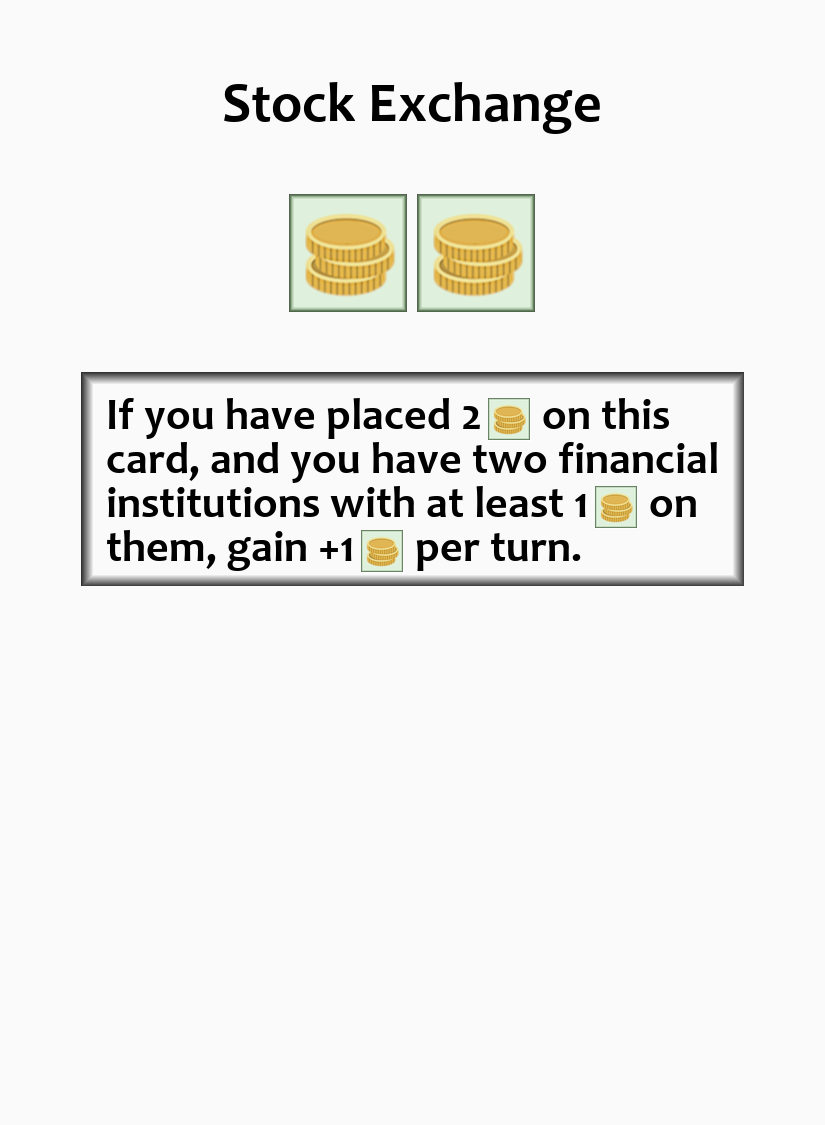 Stock Exchange
If you have placed 2 on this
card, and you have two financial
institutions with at least 1 on
them, gain +1 per turn.